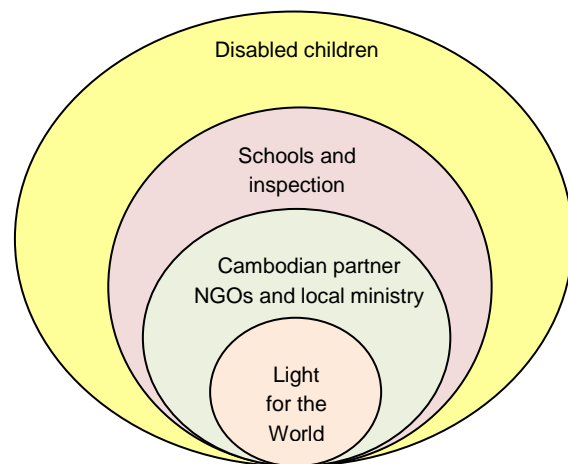 Disabled children
Schools and
inspection
Cambodian partner
NGOs and local ministry
Light
for the
World